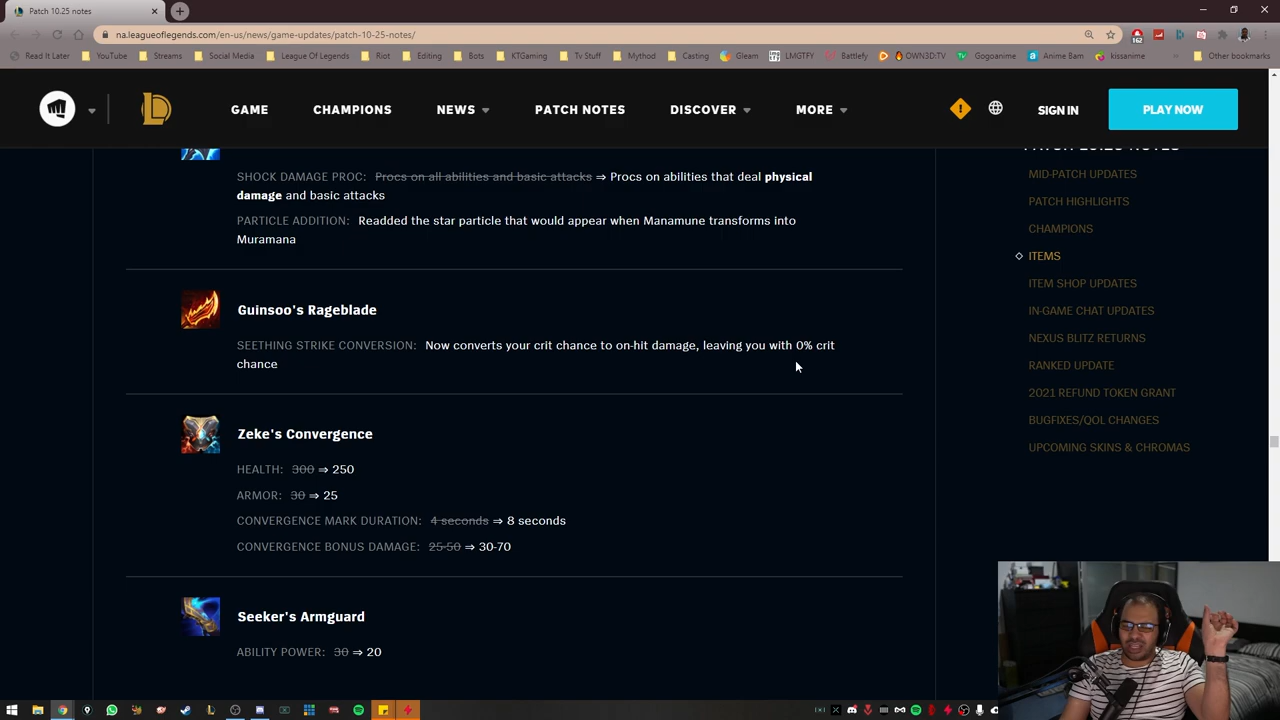 Patch 10.25 notes
na.leagueoflegends.com/en-us/news/game-updates/patch-10-25-notes/
162
Read It Later YouTube Streams Social Media League Of Legends Riot Editing Bots KTGaming Tv Stuff Mythod Casting Gleam LMGTFY Battlefy OWN3D.TV Gogoanime Anime Bam kissanime Other bookmarks
GAME CHAMPIONS NEWS PATCH NOTES DISCOVER MORE SIGN IN PLAY NOW
SHOCK DAMAGE PROC: Procs on all abilities and basic attacks ⇒ Procs on abilities that deal physical
damage and basic attacks
PARTICLE ADDITION: Readded the star particle that would appear when Manamune transforms into
Muramana
Guinsoo's Rageblade
SEETHING STRIKE CONVERSION: Now converts your crit chance to on-hit damage, leaving you with 0% crit
chance
Zeke's Convergence
HEALTH: 300 ⇒ 250
ARMOR: 30 ⇒ 25
CONVERGENCE MARK DURATION: 4 seconds ⇒ 8 seconds
CONVERGENCE BONUS DAMAGE: 25-50 ⇒ 30-70
Seeker's Armguard
ABILITY POWER: 30 ⇒ 20
PATCH 10.25 NOTES
MID-PATCH UPDATES
PATCH HIGHLIGHTS
CHAMPIONS
ITEMS
ITEM SHOP UPDATES
IN-GAME CHAT UPDATES
NEXUS BLITZ RETURNS
RANKED UPDATE
2021 REFUND TOKEN GRANT
BUGFIXES/QOL CHANGES
UPCOMING SKINS & CHROMAS